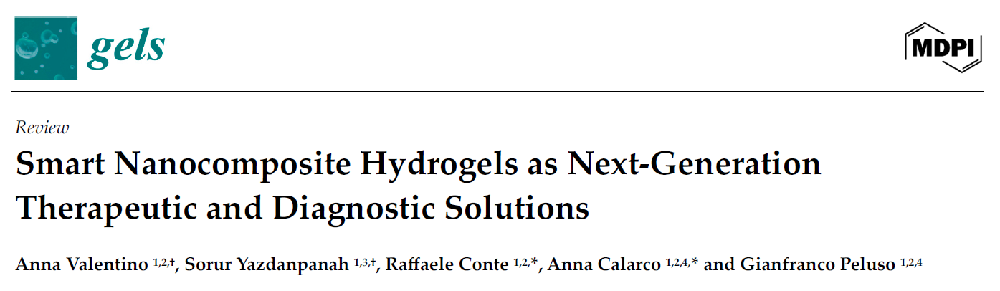 gels
MDPI
Review
Smart Nanocomposite Hydrogels as Next-Generation
Therapeutic and Diagnostic Solutions
Anna Valentino 1,2,†, Sorur Yazdanpanah 1,3,†, Raffaele Conte 1,2,*, Anna Calarco 1,2,4,* and Gianfranco Peluso 1,2,4